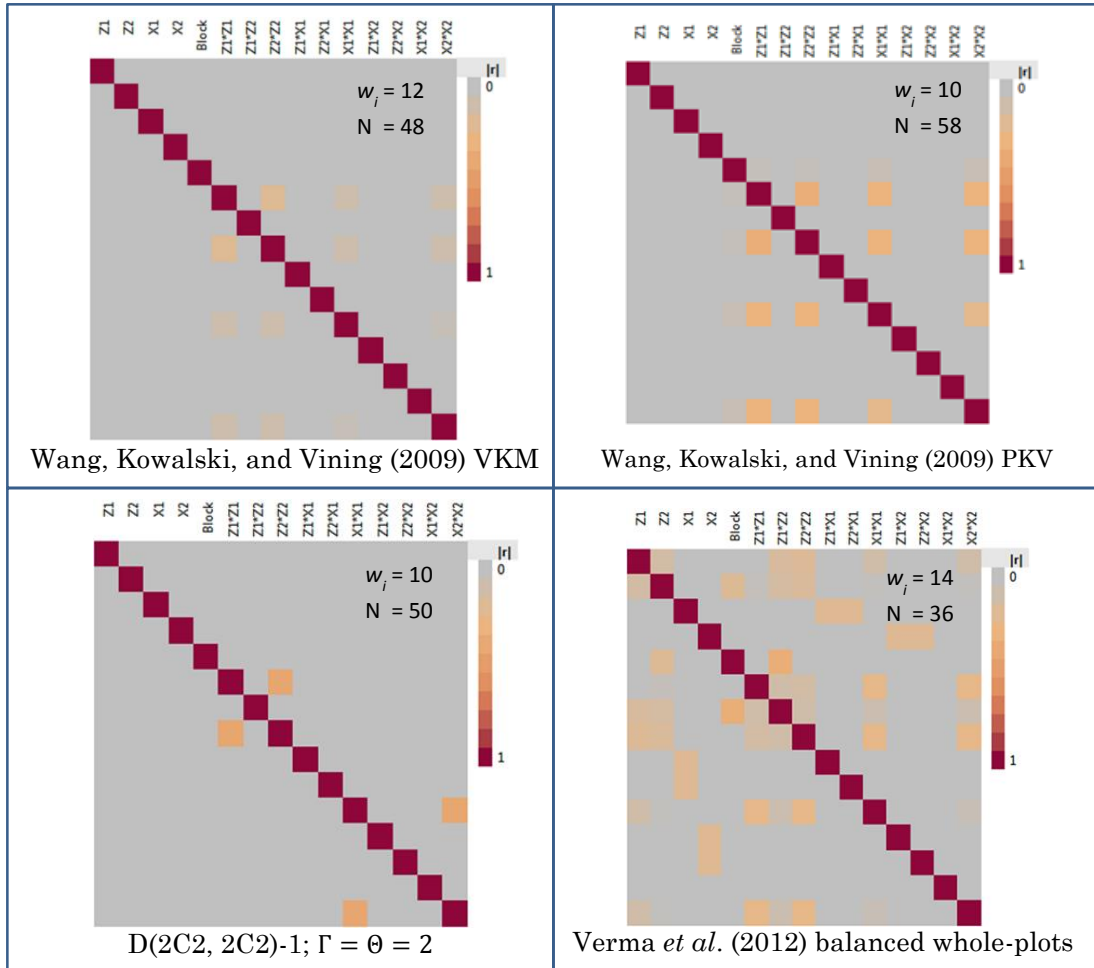 Z1 Z2 X1 X2 Block Z1*Z1 Z1*Z2 Z2*Z2 Z1*X1 Z2*X1 X1*X1 Z1*X2 Z2*X2 X1*X2 X2*X2
|r|
0
1
w_i = 12
N = 48
Wang, Kowalski, and Vining (2009) VKM
Z1 Z2 X1 X2 Block Z1*Z1 Z1*Z2 Z2*Z2 Z1*X1 Z2*X1 X1*X1 Z1*X2 Z2*X2 X1*X2 X2*X2
|r|
0
1
w_i = 10
N = 58
Wang, Kowalski, and Vining (2009) PKV
Z1 Z2 X1 X2 Block Z1*Z1 Z1*Z2 Z2*Z2 Z1*X1 Z2*X1 X1*X1 Z1*X2 Z2*X2 X1*X2 X2*X2
|r|
0
1
w_i = 10
N = 50
D(2C2, 2C2)-1; Γ = Θ = 2
Z1 Z2 X1 X2 Block Z1*Z1 Z1*Z2 Z2*Z2 Z1*X1 Z2*X1 X1*X1 Z1*X2 Z2*X2 X1*X2 X2*X2
|r|
0
1
w_i = 14
N = 36
Verma et al. (2012) balanced whole-plots